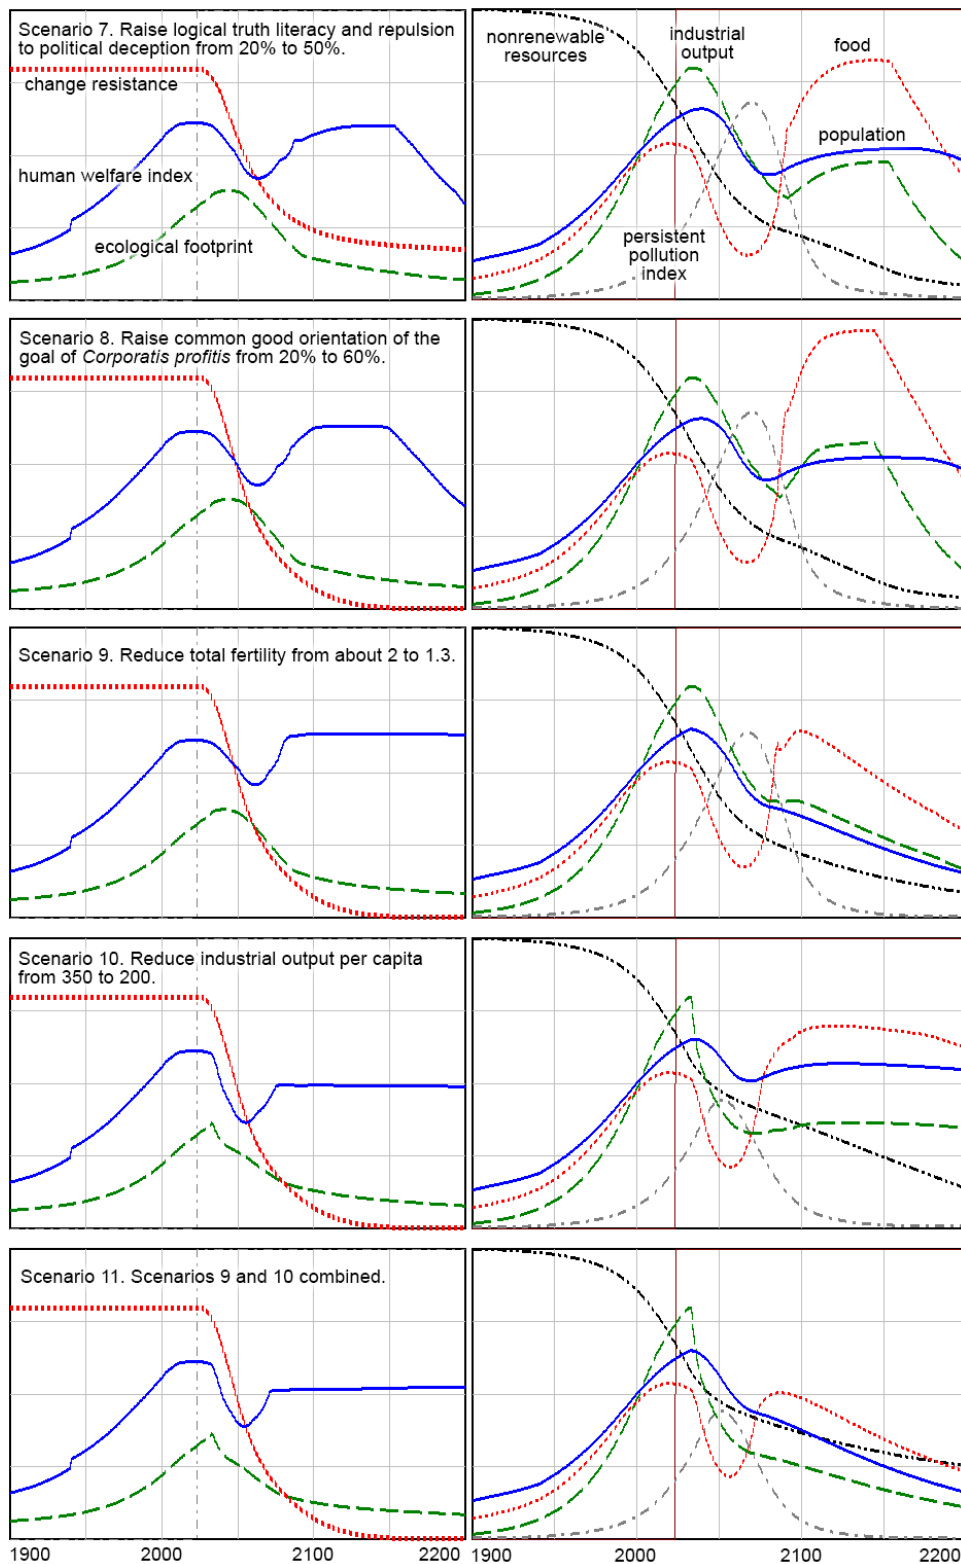 Scenario 7. Raise logical truth literacy and repulsion
to political deception from 20% to 50%.
change resistance
human welfare index
ecological footprint
nonrenewable
resources
industrial
output
food
population
persistent
pollution
index
Scenario 8. Raise common good orientation of the
goal of Corporatis profitis from 20% to 60%.
Scenario 9. Reduce total fertility from about 2 to 1.3.
Scenario 10. Reduce industrial output per capita
from 350 to 200.
Scenario 11. Scenarios 9 and 10 combined.
1900 2000 2100 2200
1900 2000 2100 2200